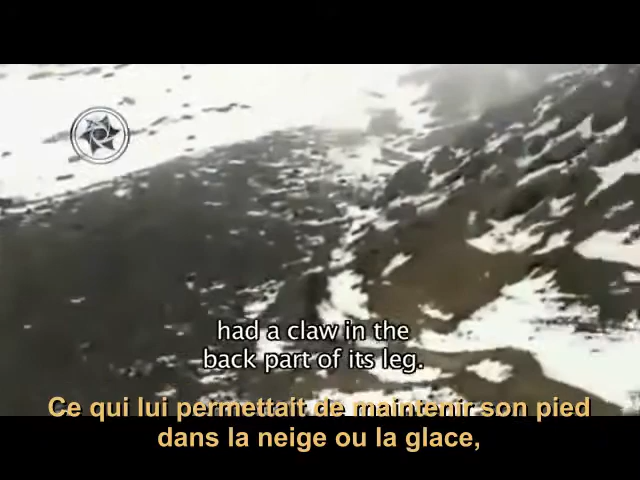 had a claw in the
back part of its leg.
Ce qui lui permettait de maintenir son pied
dans la neige ou la glace,